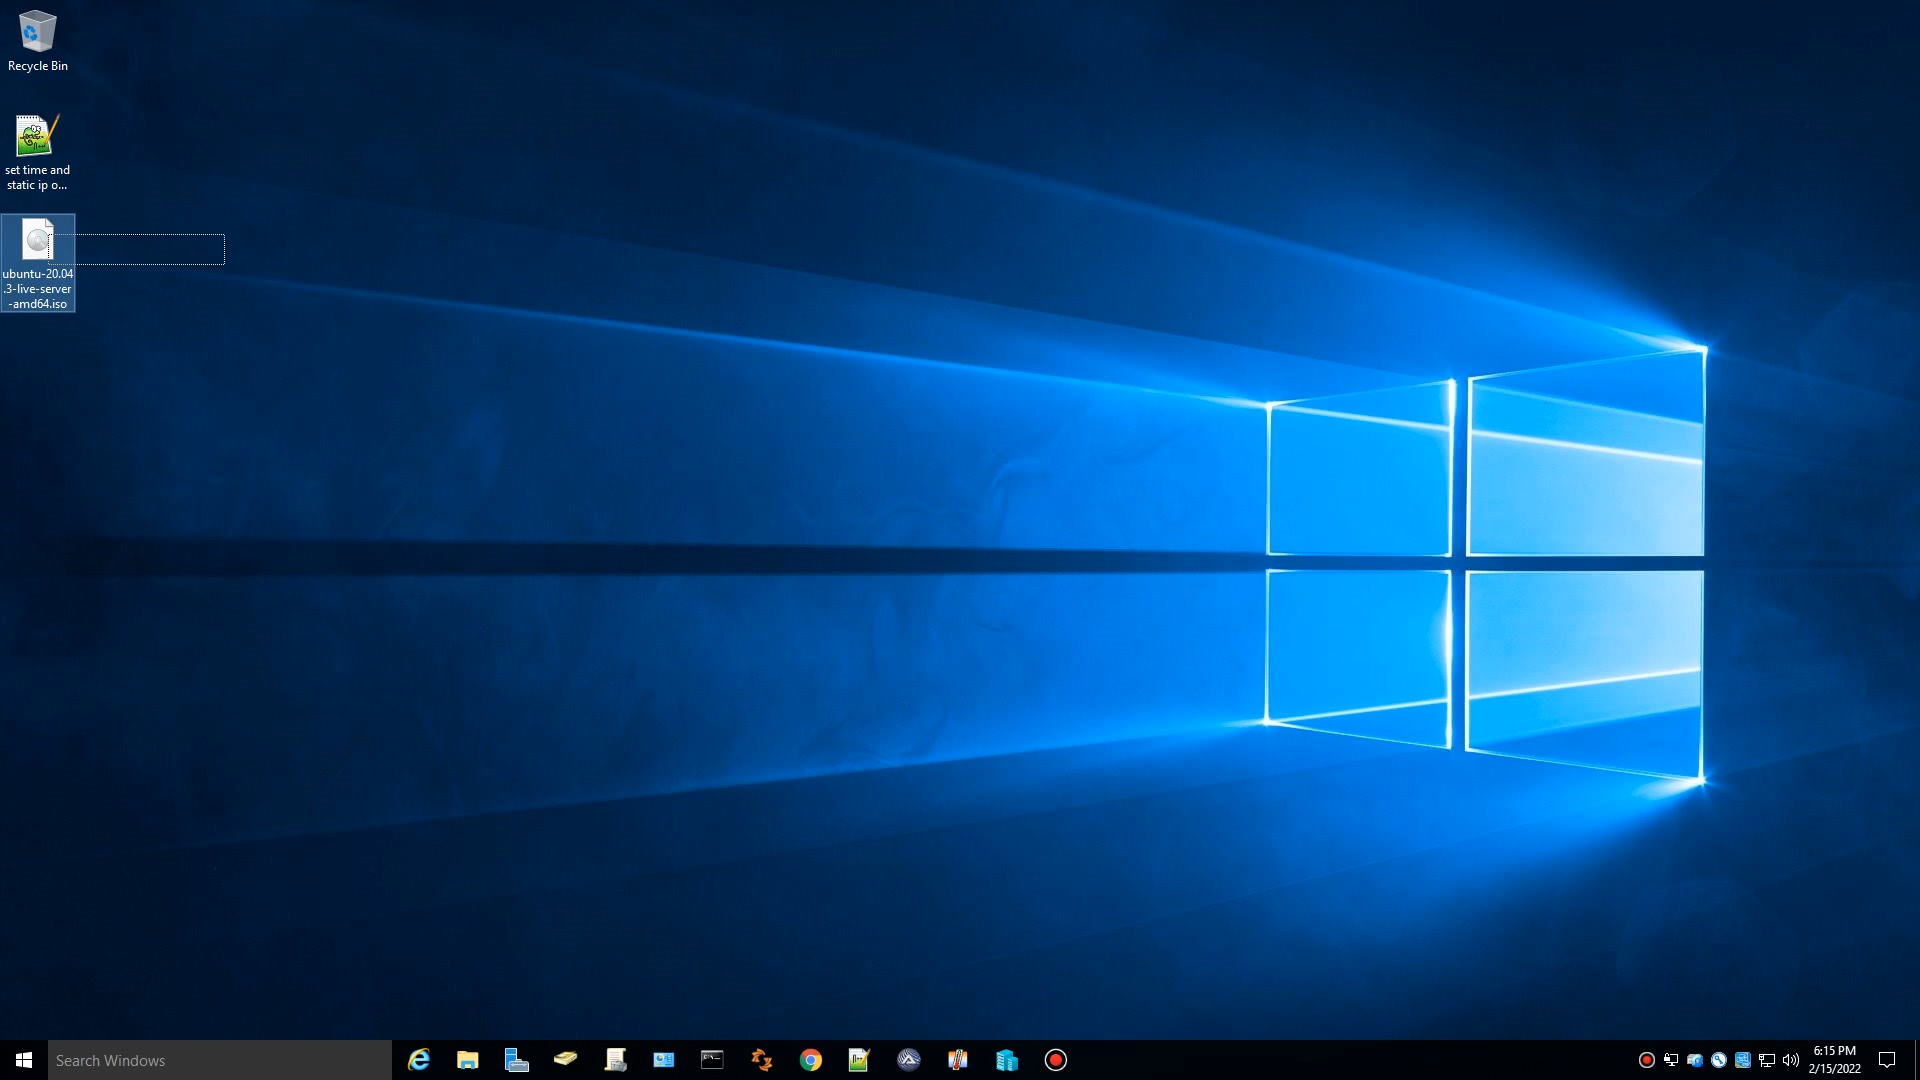 Recycle Bin
set time and
static ip o...
ubuntu-20.04
.3-live-server
-amd64.iso
Search Windows
6:15 PM
2/15/2022